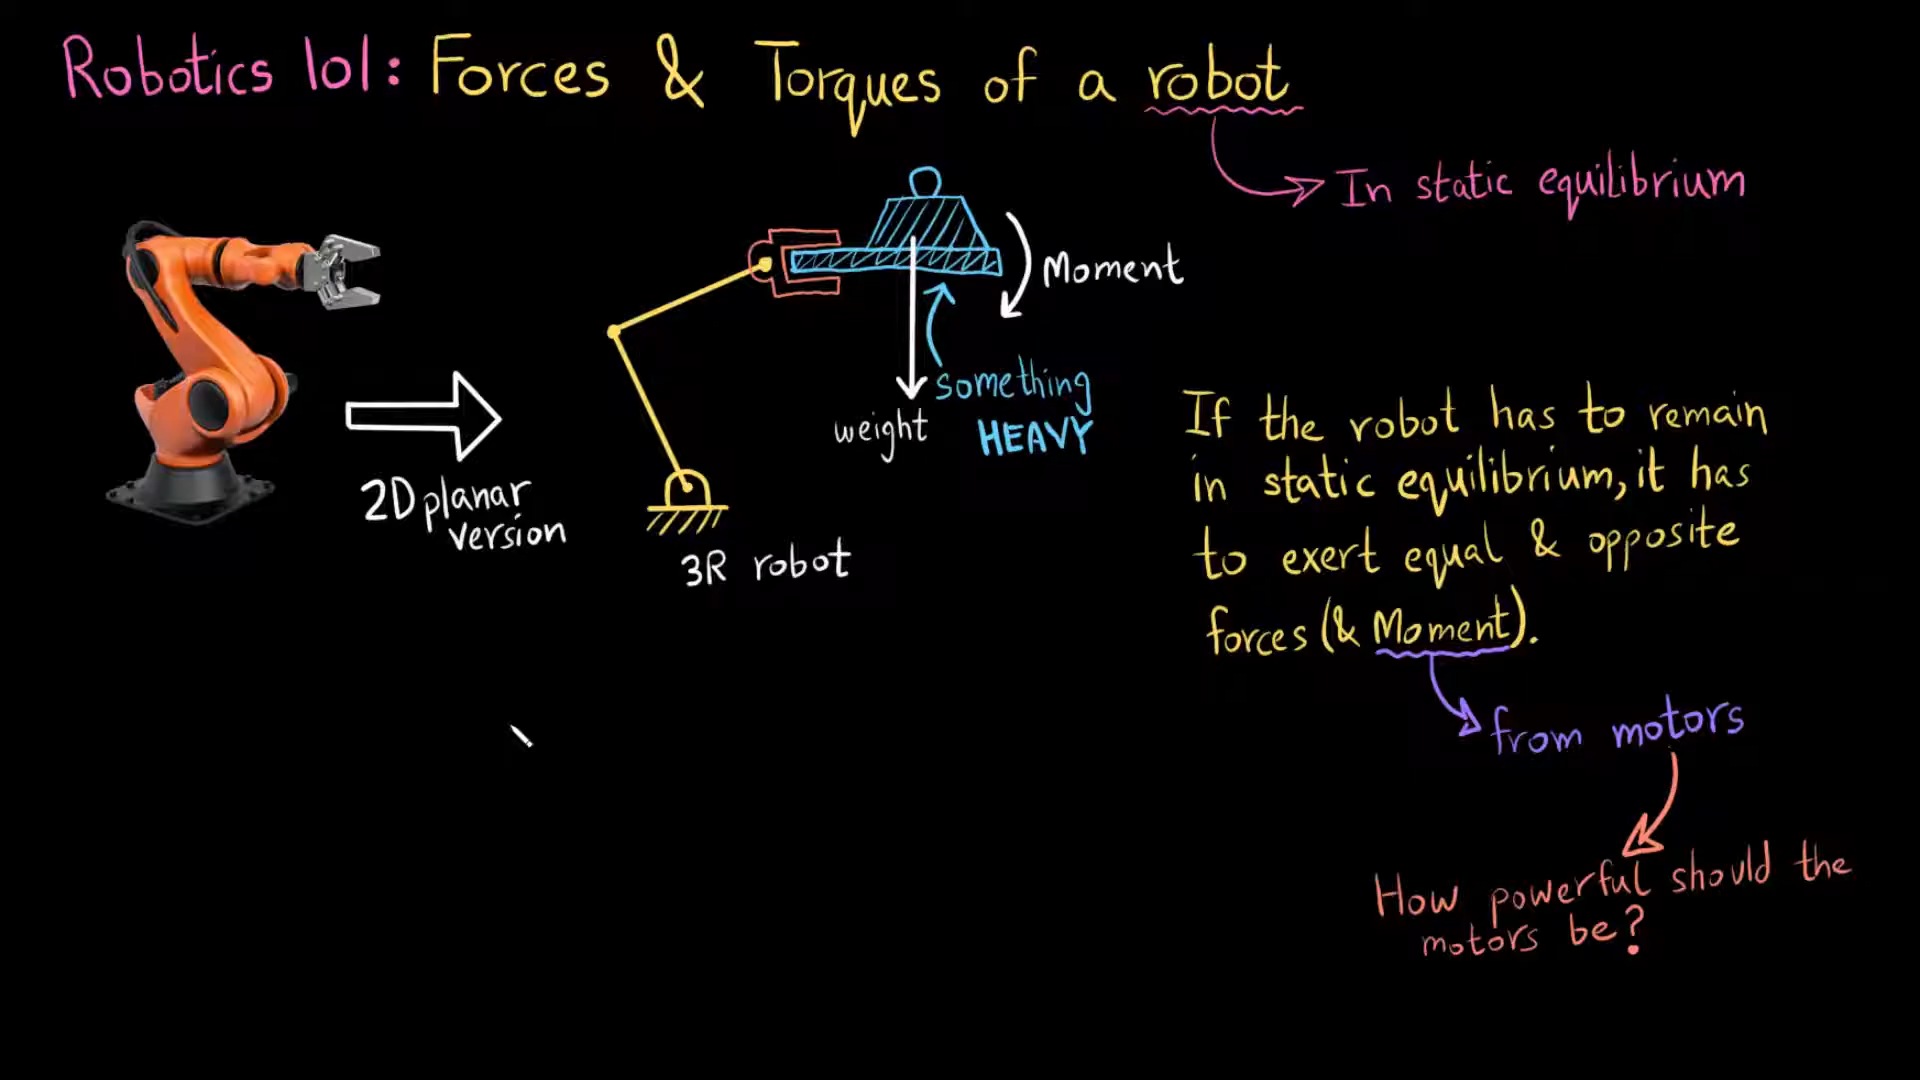 Robotics 101: Forces & Torques of a robot
In static equilibrium
Moment
something
HEAVY
weight
2D planar
version
3R robot
If the robot has to remain
in static equilibrium, it has
to exert equal & opposite
forces (& Moment).
from motors
How powerful should the
motors be?